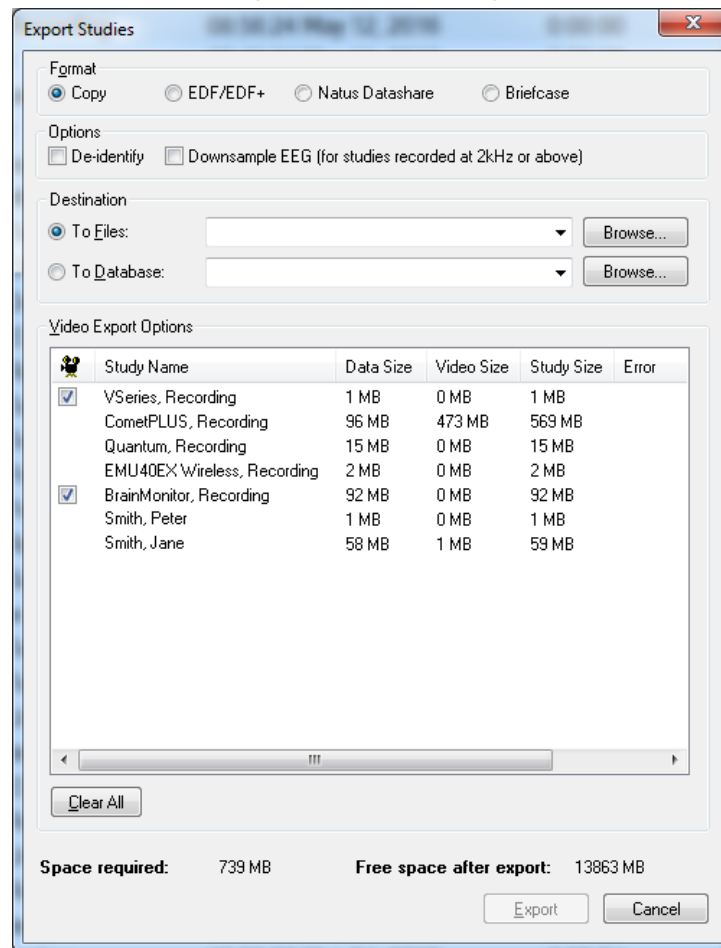 Export Studies
Format
Copy EDF/EDF+ Natus Datashare Briefcase
Options
De-identify Downsample EEG (for studies recorded at 2kHz or above)
Destination
To Files: Browse...
To Database: Browse...
Video Export Options
Study Name Data Size Video Size Study Size Error
VSeries, Recording 1 MB 0 MB 1 MB
CometPLUS, Recording 96 MB 473 MB 569 MB
Quantum, Recording 15 MB 0 MB 15 MB
EMU40EX Wireless, Recording 2 MB 0 MB 2 MB
BrainMonitor, Recording 92 MB 0 MB 92 MB
Smith, Peter 1 MB 0 MB 1 MB
Smith, Jane 58 MB 1 MB 59 MB
Clear All
Space required: 739 MB Free space after export: 13863 MB
Export Cancel